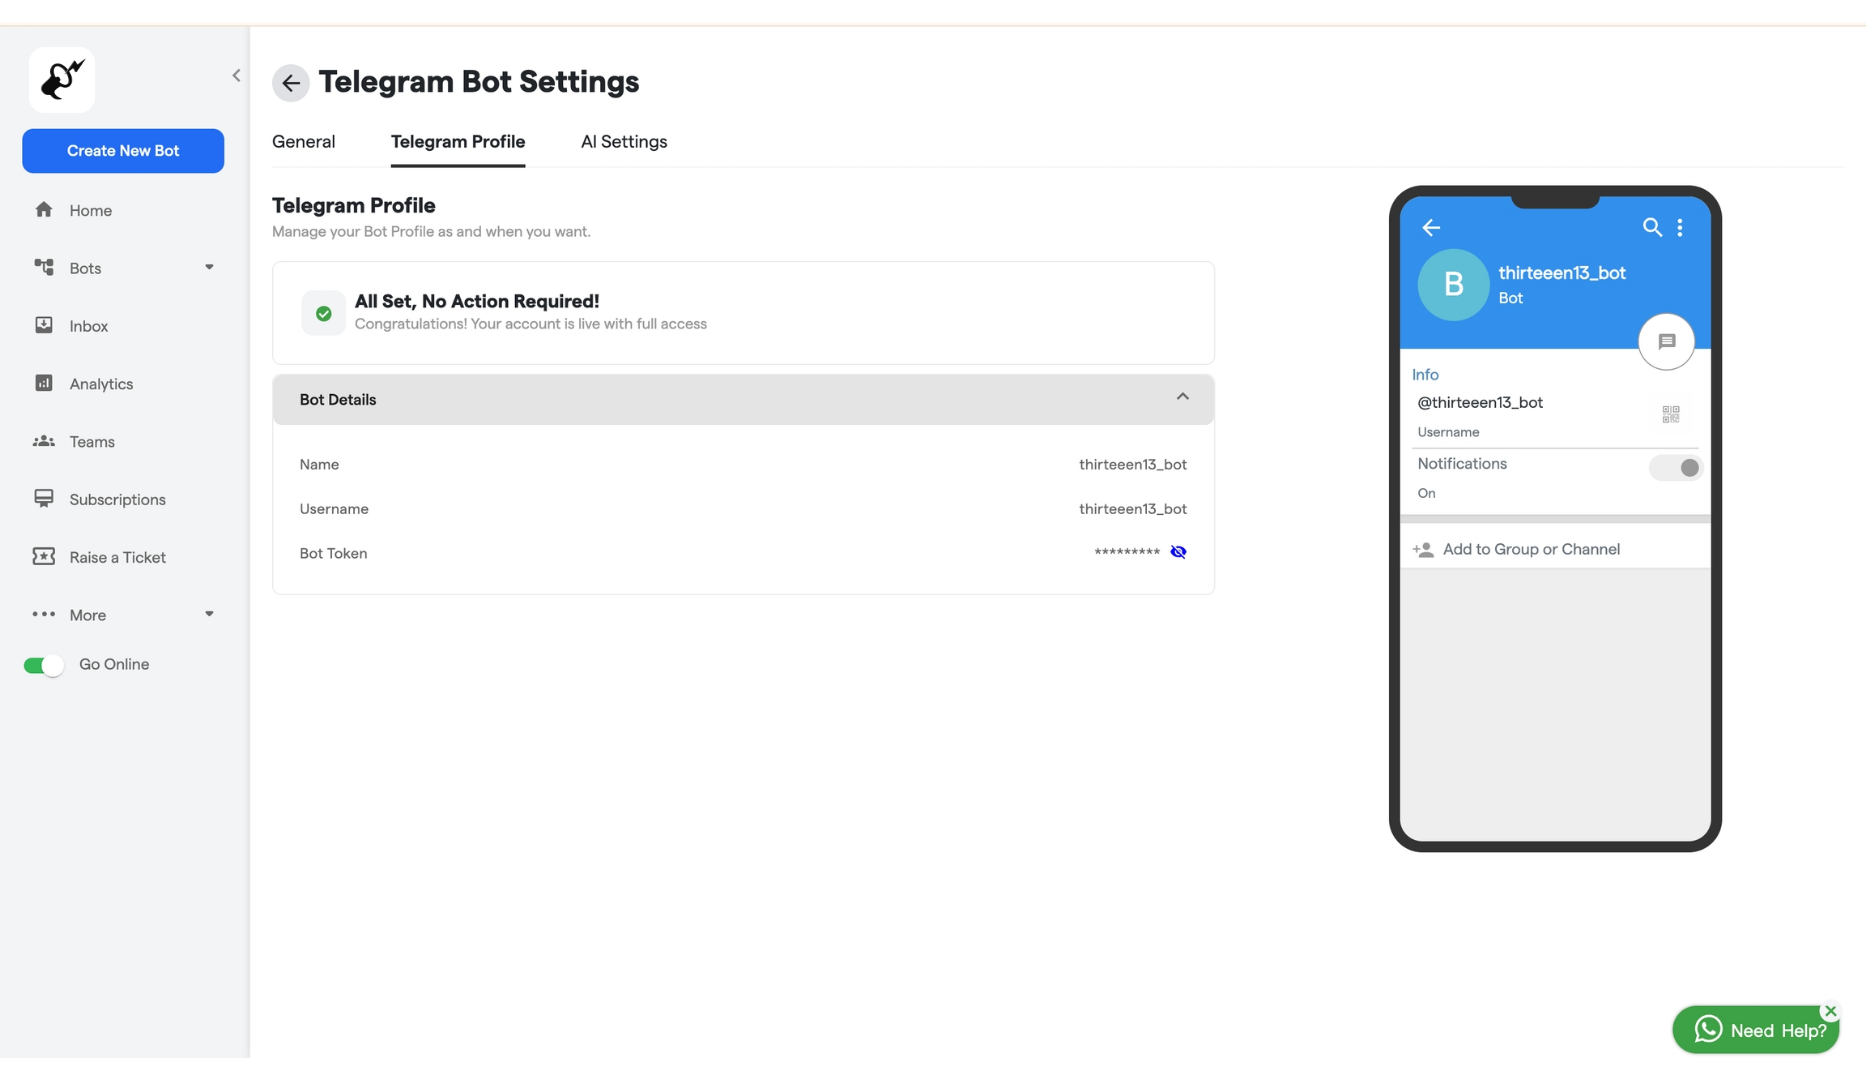 Create New Bot
Home
Bots
Inbox
Analytics
Teams
Subscriptions
Raise a Ticket
More
Go Online
Telegram Bot Settings
General
Telegram Profile
AI Settings
Telegram Profile
Manage your Bot Profile as and when you want.
All Set, No Action Required!
Congratulations! Your account is live with full access
Bot Details
Name
thirteeen13_bot
Username
thirteeen13_bot
Bot Token
*********
B
thirteeen13_bot
Bot
Info
@thirteeen13_bot
Username
Notifications
On
Add to Group or Channel
Need Help?